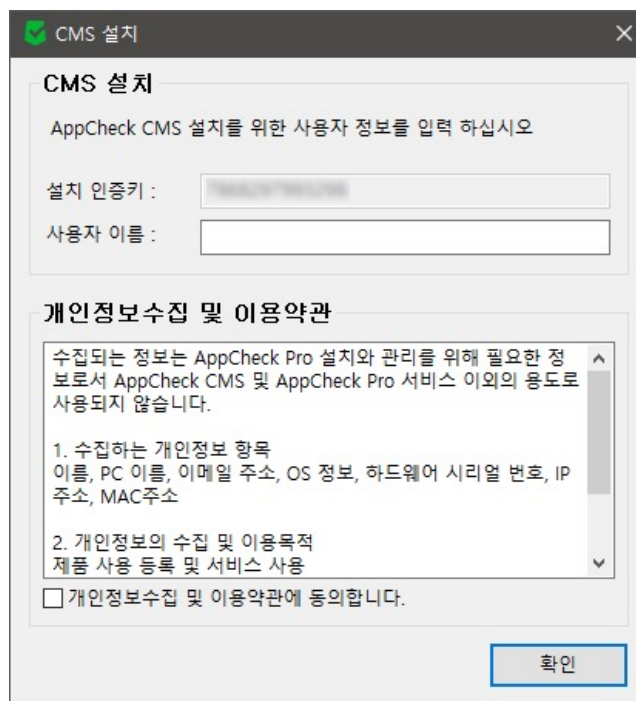 CMS 설치
CMS 설치
AppCheck CMS 설치를 위한 사용자 정보를 입력 하십시오
설치 인증키 :
사용자 이름 :
개인정보수집 및 이용약관
수집되는 정보는 AppCheck Pro 설치와 관리를 위해 필요한 정
보로서 AppCheck CMS 및 AppCheck Pro 서비스 이외의 용도로
사용되지 않습니다.
1. 수집하는 개인정보 항목
이름, PC 이름, 이메일 주소, OS 정보, 하드웨어 시리얼 번호, IP
주소, MAC주소
2. 개인정보의 수집 및 이용목적
제품 사용 등록 및 서비스 사용
개인정보수집 및 이용약관에 동의합니다.
확인